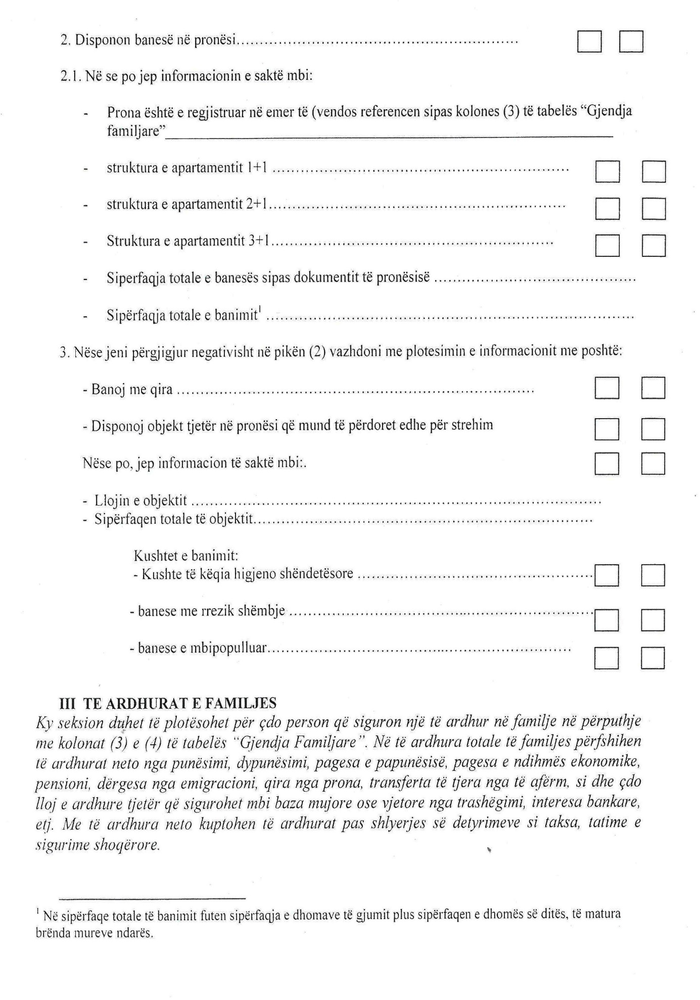 2. Disponon banesë në pronësi............................................................
2.1. Në se po jep informacionin e saktë mbi:
- Prona është e regjistruar në emer të (vendos referencen sipas kolones (3) të tabelës “Gjendja
familjare”_______________________________________________
- struktura e apartamentit 1+1 ...............................................................
- struktura e apartamentit 2+1...............................................................
- Struktura e apartamentit 3+1............................................................
- Siperfaqja totale e banesës sipas dokumentit të pronësisë ...........................................
- Sipërfaqja totale e banimit¹ ..............................................................................
3. Nëse jeni përgjigjur negativisht në pikën (2) vazhdoni me plotesimin e informacionit me poshtë:
- Banoj me qira ............................................................................
- Disponoj objekt tjetër në pronësi që mund të përdoret edhe për strehim
Nëse po, jep informacion të saktë mbi:.
- Llojin e objektit .......................................................................................
- Sipërfaqen totale të objektit........................................................................
Kushtet e banimit:
- Kushte të këqia higjeno shëndetësore ..................................................
- banese me rrezik shëmbje .................................................................
- banese e mbipopulluar.................................................................
III TE ARDHURAT E FAMILJES
Ky seksion duhet të plotësohet për çdo person që siguron një të ardhur në familje në përputhje
me kolonat (3) e (4) të tabelës “Gjendja Familjare”. Në të ardhura totale të familjes përfshihen
të ardhurat neto nga punësimi, dypunësimi, pagesa e papunësisë, pagesa e ndihmës ekonomike,
pensioni, dërgesa nga emigracioni, qira nga prona, transferta të tjera nga të afërm, si dhe çdo
lloj e ardhure tjetër që sigurohet mbi baza mujore ose vjetore nga trashëgimi, interesa bankare,
etj. Me të ardhura neto kuptohen të ardhurat pas shlyerjes së detyrimeve si taksa, tatime e
sigurime shoqërore.
¹ Në sipërfaqe totale të banimit futen sipërfaqja e dhomave të gjumit plus sipërfaqen e dhomës së ditës, të matura
brënda mureve ndarës.